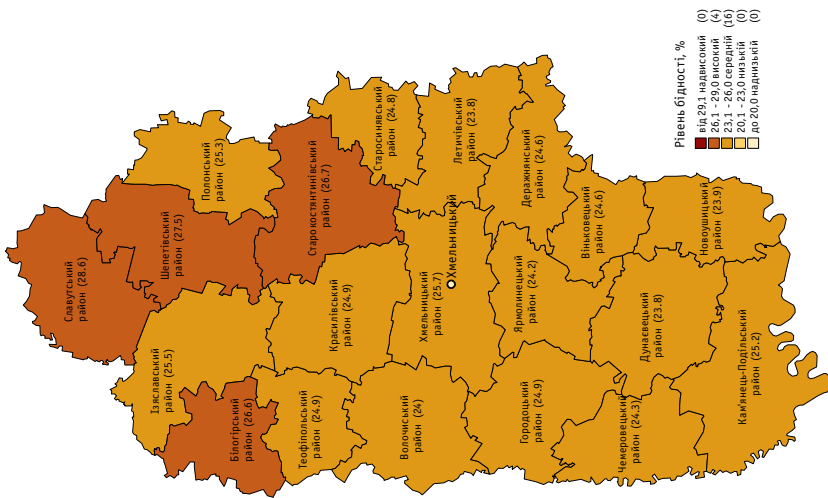 Славутський
район (28.6)
Шепетівський
район (27.5)
Полонський
район (25.3)
Ізяславський
район (25.5)
Білогірський
район (26.6)
Старокостянтинівський
район (26.7)
Красилівський
район (24.9)
Теофіпольський
район (24.9)
Старосинявський
район (24.8)
Летичівський
район (23.8)
Хмельницький
район (25.7)
Хмельницький
Волочиський
район (24)
Деражнянський
район (24.6)
Ярмолинецький
район (24.2)
Городоцький
район (24.9)
Віньковецький
район (24.6)
Дунаєвецький
район (23.8)
Чемеровецький
район (24.3)
Новоушицький
район (23.9)
Кам'янець-Подільський
район (25.2)
Рівень бідності, %
від 29,1 надвисокий (0)
26,1 - 29,0 високий (4)
23,1 - 26,0 середній (16)
20,1 - 23,0 низькій (0)
до 20,0 наднизькій (0)